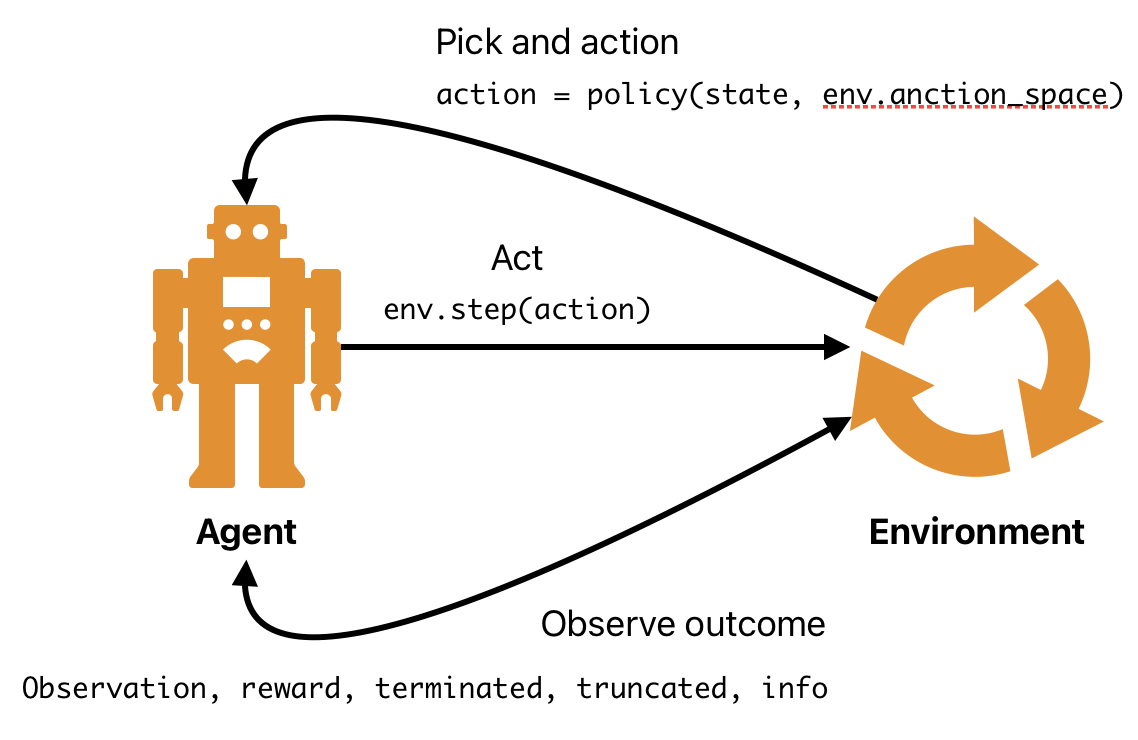 Pick and action
action = policy(state, env.anction_space)
Act
env.step(action)
Agent
Environment
Observe outcome
Observation, reward, terminated, truncated, info